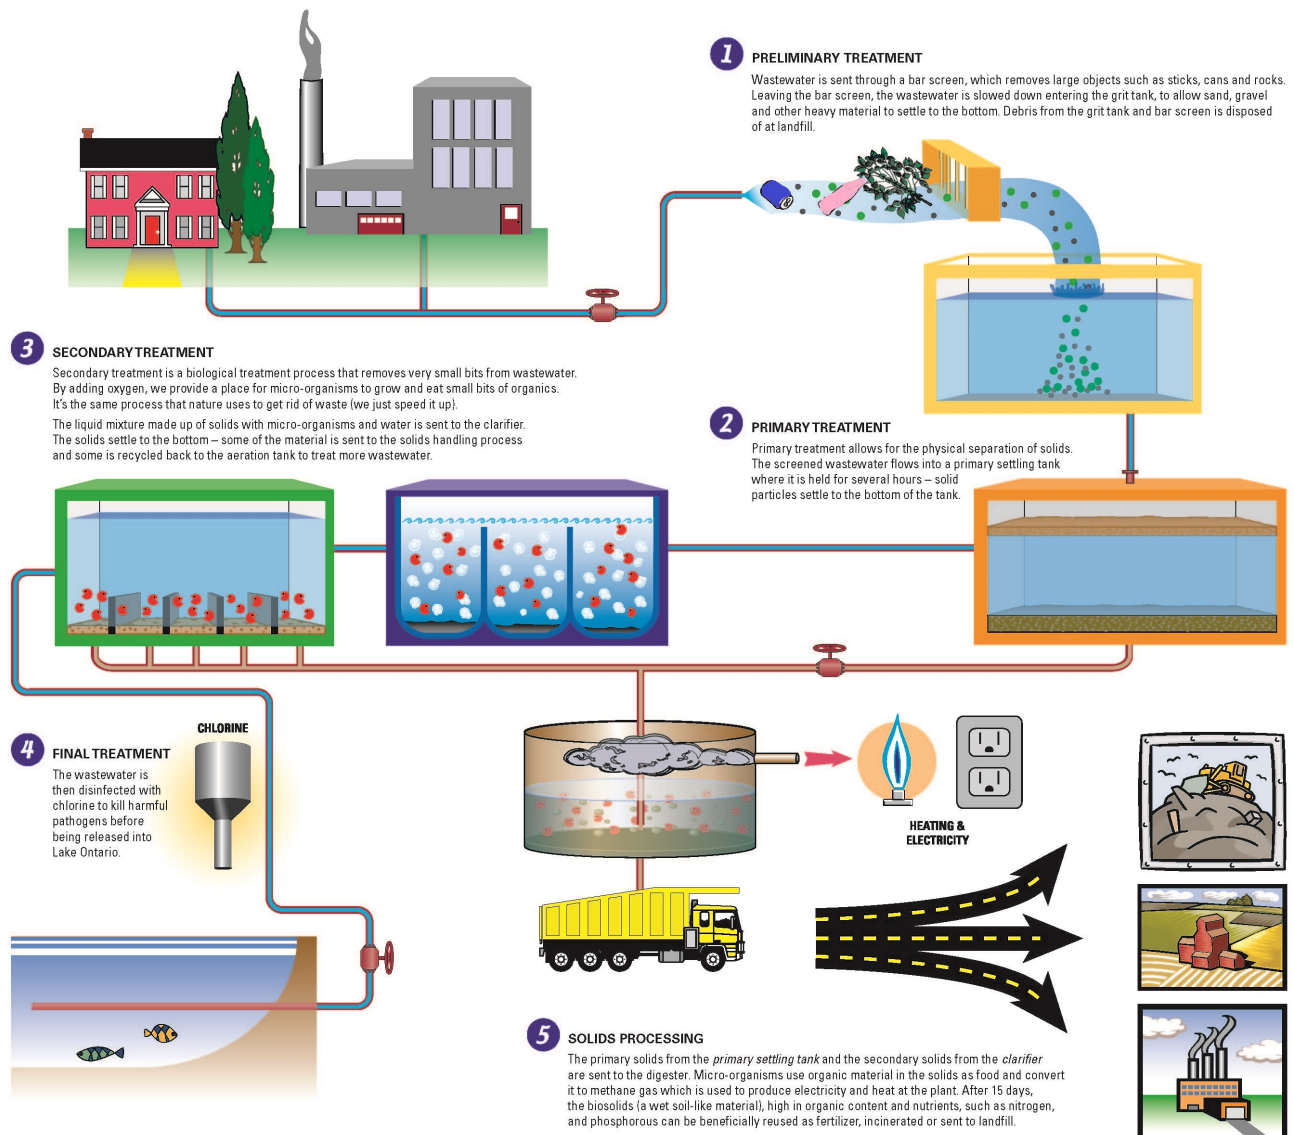 1 PRELIMINARY TREATMENT
Wastewater is sent through a bar screen, which removes large objects such as sticks, cans and rocks.
Leaving the bar screen, the wastewater is slowed down entering the grit tank, to allow sand, gravel
and other heavy material to settle to the bottom. Debris from the grit tank and bar screen is disposed
of at landfill.
2 PRIMARY TREATMENT
Primary treatment allows for the physical separation of solids.
The screened wastewater flows into a primary settling tank
where it is held for several hours – solid
particles settle to the bottom of the tank.
3 SECONDARY TREATMENT
Secondary treatment is a biological treatment process that removes very small bits from wastewater.
By adding oxygen, we provide a place for micro-organisms to grow and eat small bits of organics.
It's the same process that nature uses to get rid of waste (we just speed it up).
The liquid mixture made up of solids with micro-organisms and water is sent to the clarifier.
The solids settle to the bottom – some of the material is sent to the solids handling process
and some is recycled back to the aeration tank to treat more wastewater.
CHLORINE
4 FINAL TREATMENT
The wastewater is
then disinfected with
chlorine to kill harmful
pathogens before
being released into
Lake Ontario.
HEATING &
ELECTRICITY
5 SOLIDS PROCESSING
The primary solids from the primary settling tank and the secondary solids from the clarifier
are sent to the digester. Micro-organisms use organic material in the solids as food and convert
it to methane gas which is used to produce electricity and heat at the plant. After 15 days,
the biosolids (a wet soil-like material), high in organic content and nutrients, such as nitrogen,
and phosphorous can be beneficially reused as fertilizer, incinerated or sent to landfill.